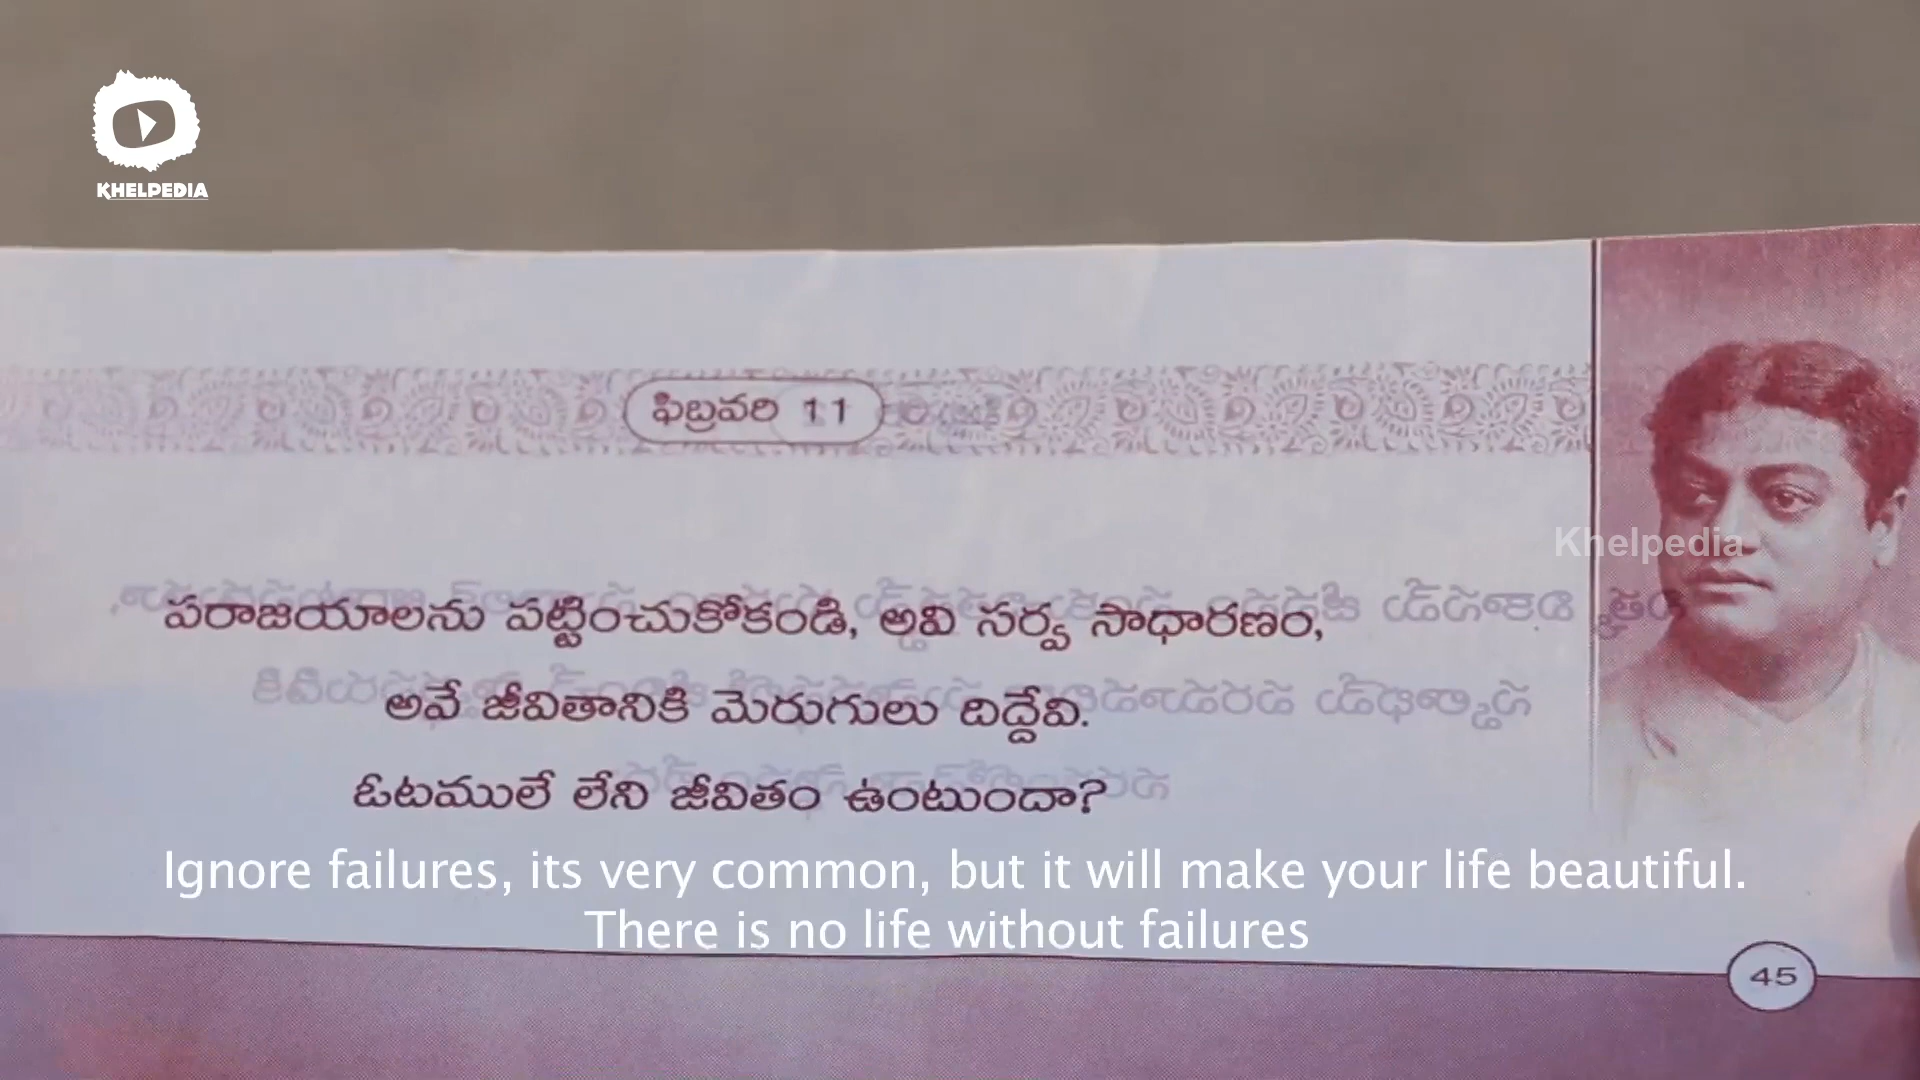 KHELPEDIA
ఫిబ్రవరి 11
Khelpedia
పరాజయాలను పట్టించుకోకండి, అవి సర్వ సాధారణం,
అవే జీవితానికి మెరుగులు దిద్దేవి.
ఓటములే లేని జీవితం ఉంటుందా?
Ignore failures, its very common, but it will make your life beautiful.
There is no life without failures
45